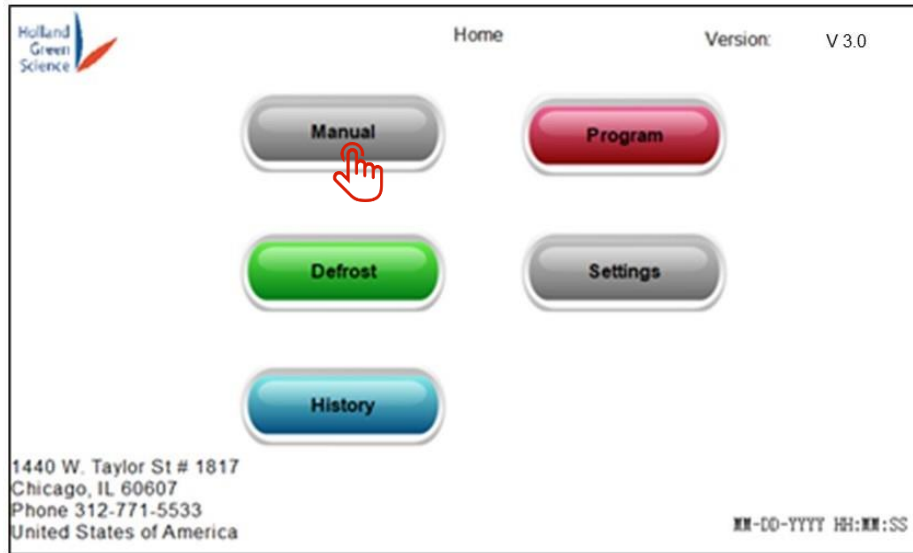 Holland
Green
Science
Home
Version: V 3.0
Manual
Program
Defrost
Settings
History
1440 W. Taylor St # 1817
Chicago, IL 60607
Phone 312-771-5533
United States of America
MM-DD-YYYY HH:MM:SS